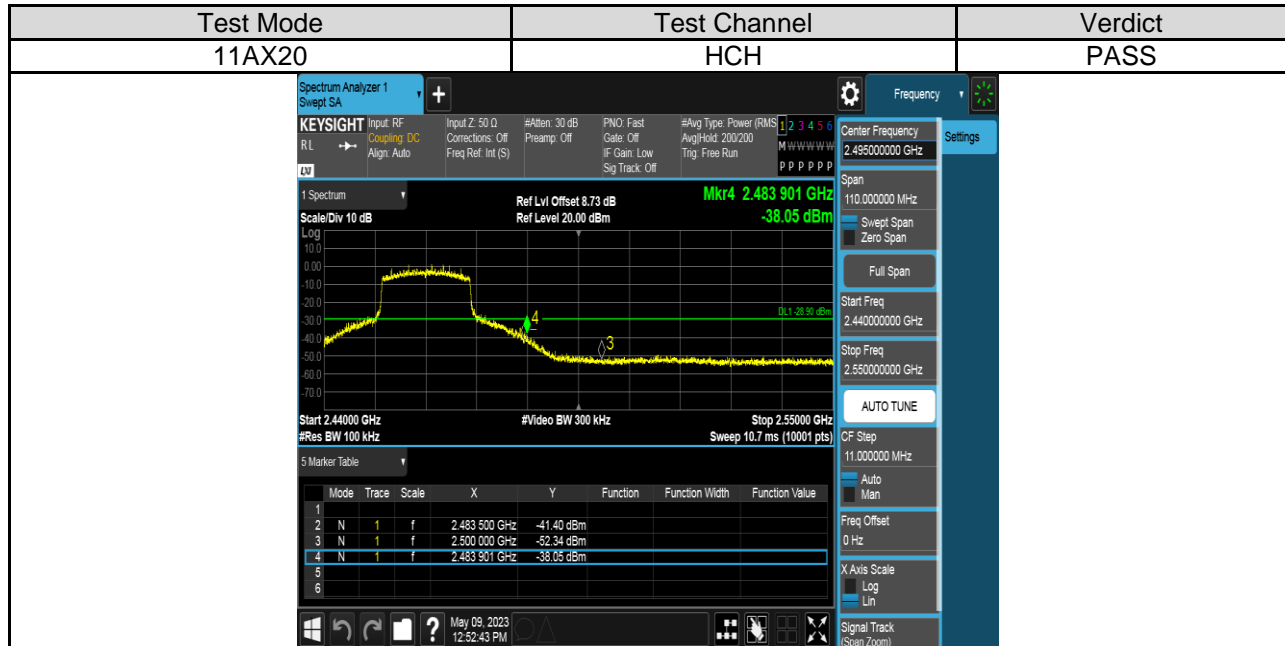 Test Mode Test Channel Verdict
11AX20 HCH PASS
Spectrum Analyzer 1
Swept SA
+
Frequency
KEYSIGHT
RL
LXI
Input: RF
Coupling: DC
Align: Auto
Input Z: 50 Ω
Corrections: Off
Freq Ref: Int (S)
#Atten: 30 dB
Preamp: Off
PNO: Fast
Gate: Off
IF Gain: Low
Sig Track: Off
#Avg Type: Power (RMS
Avg|Hold: 200/200
Trig: Free Run
1 2 3 4 5 6
M W W W W W
P P P P P P
1 Spectrum
Scale/Div 10 dB
Ref Lvl Offset 8.73 dB
Ref Level 20.00 dBm
Mkr4 2.483 901 GHz
-38.05 dBm
Log
10.0
0.00
-10.0
-20.0
-30.0
-40.0
-50.0
-60.0
-70.0
DL1 -28.90 dBm
4
3
Start 2.44000 GHz #Video BW 300 kHz Stop 2.55000 GHz
#Res BW 100 kHz Sweep 10.7 ms (10001 pts)
5 Marker Table
Mode Trace Scale X Y Function Function Width Function Value
1
2 N 1 f 2.483 500 GHz -41.40 dBm
3 N 1 f 2.500 000 GHz -52.34 dBm
4 N 1 f 2.483 901 GHz -38.05 dBm
5
6
?
May 09, 2023
12:52:43 PM
Center Frequency
2.495000000 GHz
Settings
Span
110.000000 MHz
Swept Span
Zero Span
Full Span
Start Freq
2.440000000 GHz
Stop Freq
2.550000000 GHz
AUTO TUNE
CF Step
11.000000 MHz
Auto
Man
Freq Offset
0 Hz
X Axis Scale
Log
Lin
Signal Track
(Span Zoom)